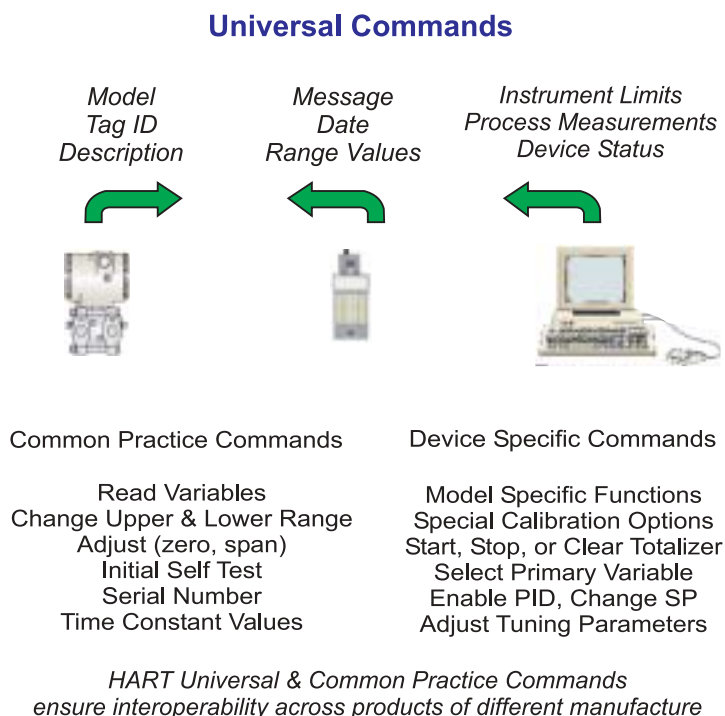 Universal Commands
Model
Tag ID
Description
Message
Date
Range Values
Instrument Limits
Process Measurements
Device Status
Common Practice Commands
Read Variables
Change Upper & Lower Range
Adjust (zero, span)
Initial Self Test
Serial Number
Time Constant Values
Device Specific Commands
Model Specific Functions
Special Calibration Options
Start, Stop, or Clear Totalizer
Select Primary Variable
Enable PID, Change SP
Adjust Tuning Parameters
HART Universal & Common Practice Commands
ensure interoperability across products of different manufacture